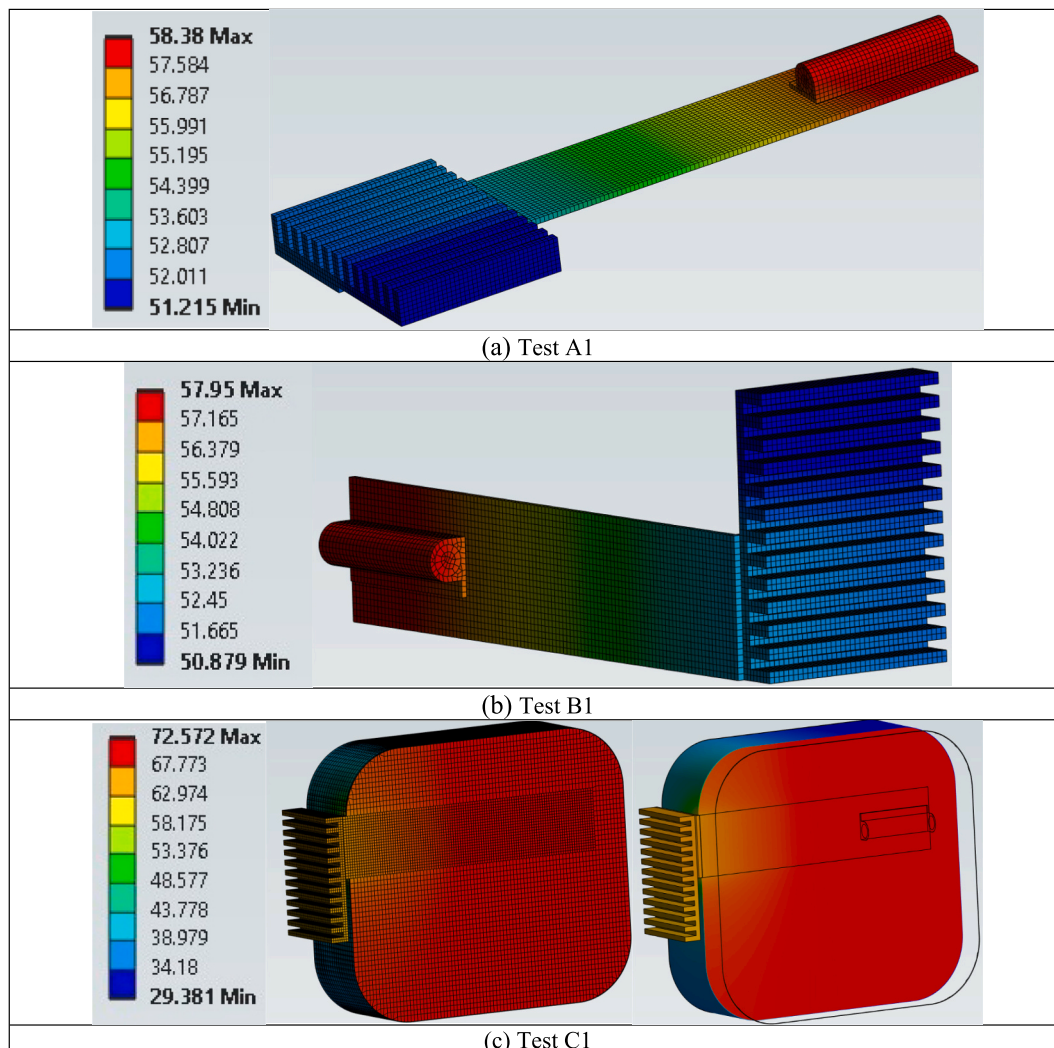 58.38 Max
57.584
56.787
55.991
55.195
54.399
53.603
52.807
52.011
51.215 Min
(a) Test A1
57.95 Max
57.165
56.379
55.593
54.808
54.022
53.236
52.45
51.665
50.879 Min
(b) Test B1
72.572 Max
67.773
62.974
58.175
53.376
48.577
43.778
38.979
34.18
29.381 Min
(c) Test C1